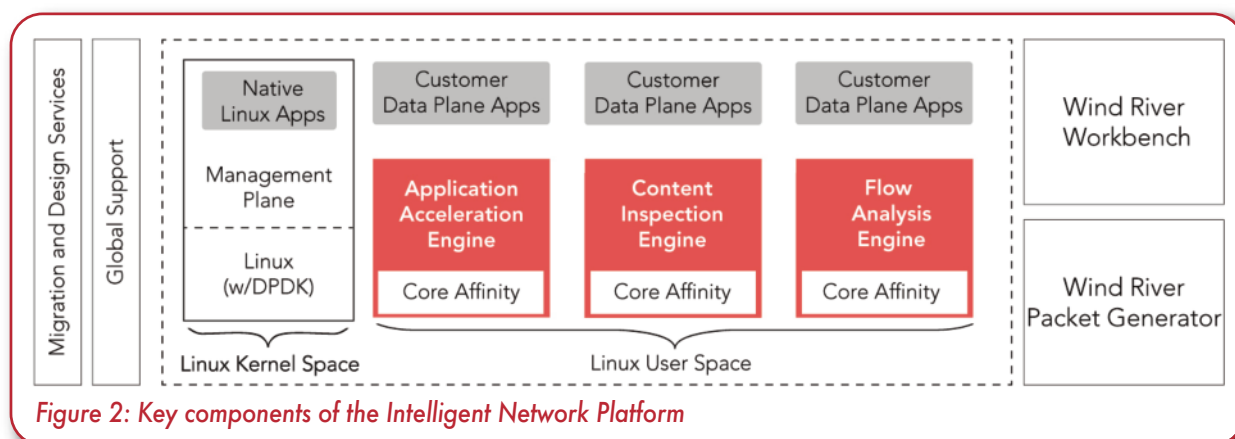 Migration and Design Services
Global Support
Native
Linux Apps
Management
Plane
Linux
(w/DPDK)
Linux Kernel Space
Customer
Data Plane Apps
Application
Acceleration
Engine
Core Affinity
Customer
Data Plane Apps
Content
Inspection
Engine
Core Affinity
Customer
Data Plane Apps
Flow
Analysis
Engine
Core Affinity
Linux User Space
Wind River
Workbench
Wind River
Packet Generator
Figure 2: Key components of the Intelligent Network Platform